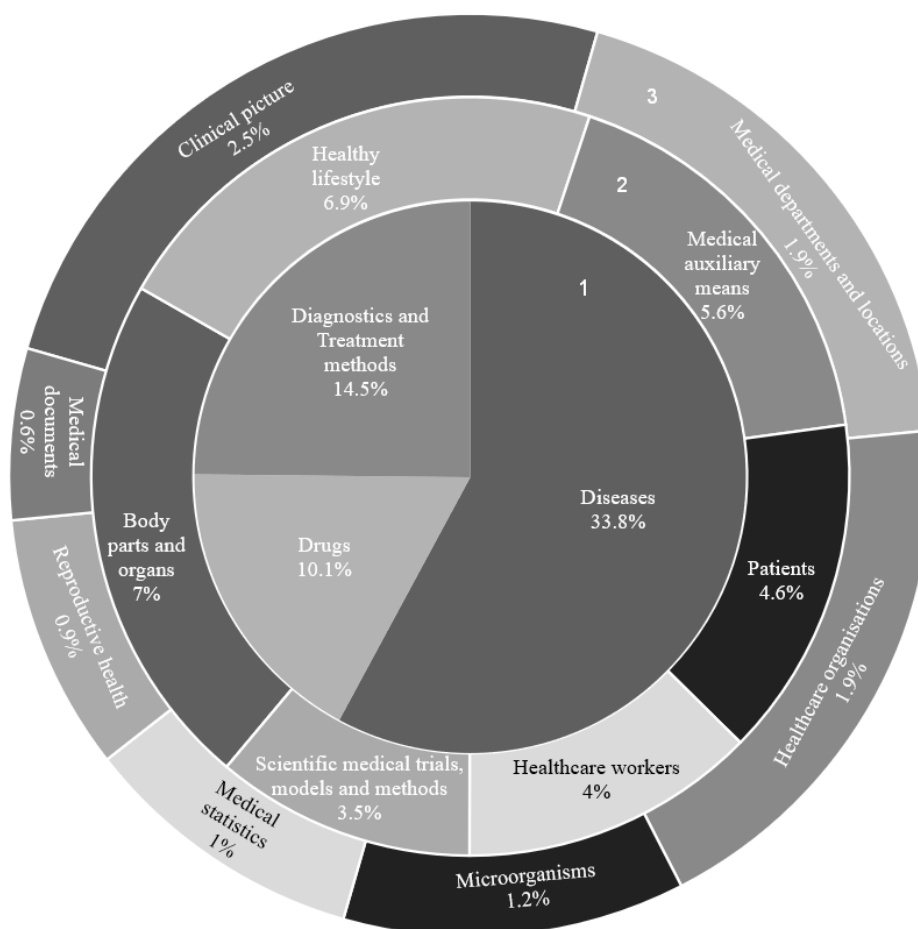 3
Medical departments and locations
1.9%
Clinical picture
2.5%
2
Healthy
lifestyle
6.9%
Medical
auxiliary
means
5.6%
1
Diagnostics and
Treatment
methods
14.5%
Diseases
33.8%
Drugs
10.1%
Body
parts and
organs
7%
Patients
4.6%
Medical
documents
0.6%
Reproductive health
0.9%
Healthcare organisations
1.9%
Scientific medical trials,
models and methods
3.5%
Healthcare workers
4%
Medical
statistics
1%
Microorganisms
1.2%